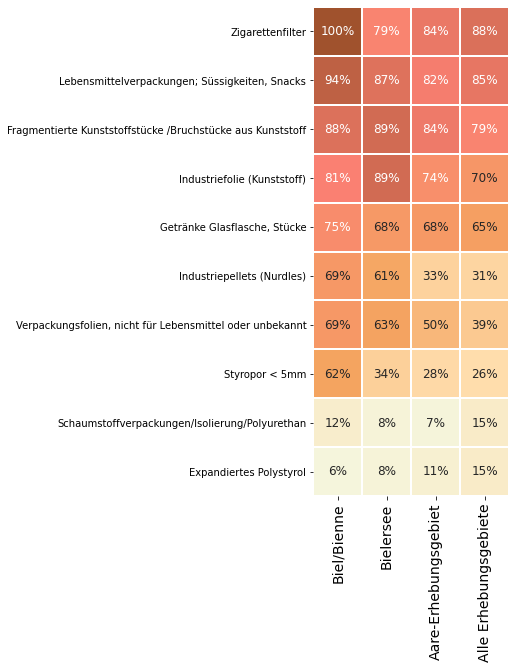 Zigarettenfilter 100% 79% 84% 88%
Lebensmittelverpackungen; Süssigkeiten, Snacks 94% 87% 82% 85%
Fragmentierte Kunststoffstücke /Bruchstücke aus Kunststoff 88% 89% 84% 79%
Industriefolie (Kunststoff) 81% 89% 74% 70%
Getränke Glasflasche, Stücke 75% 68% 68% 65%
Industriepellets (Nurdles) 69% 61% 33% 31%
Verpackungsfolien, nicht für Lebensmittel oder unbekannt 69% 63% 50% 39%
Styropor < 5mm 62% 34% 28% 26%
Schaumstoffverpackungen/Isolierung/Polyurethan 12% 8% 7% 15%
Expandiertes Polystyrol 6% 8% 11% 15%
Biel/Bienne
Bielersee
Aare-Erhebungsgebiet
Alle Erhebungsgebiete